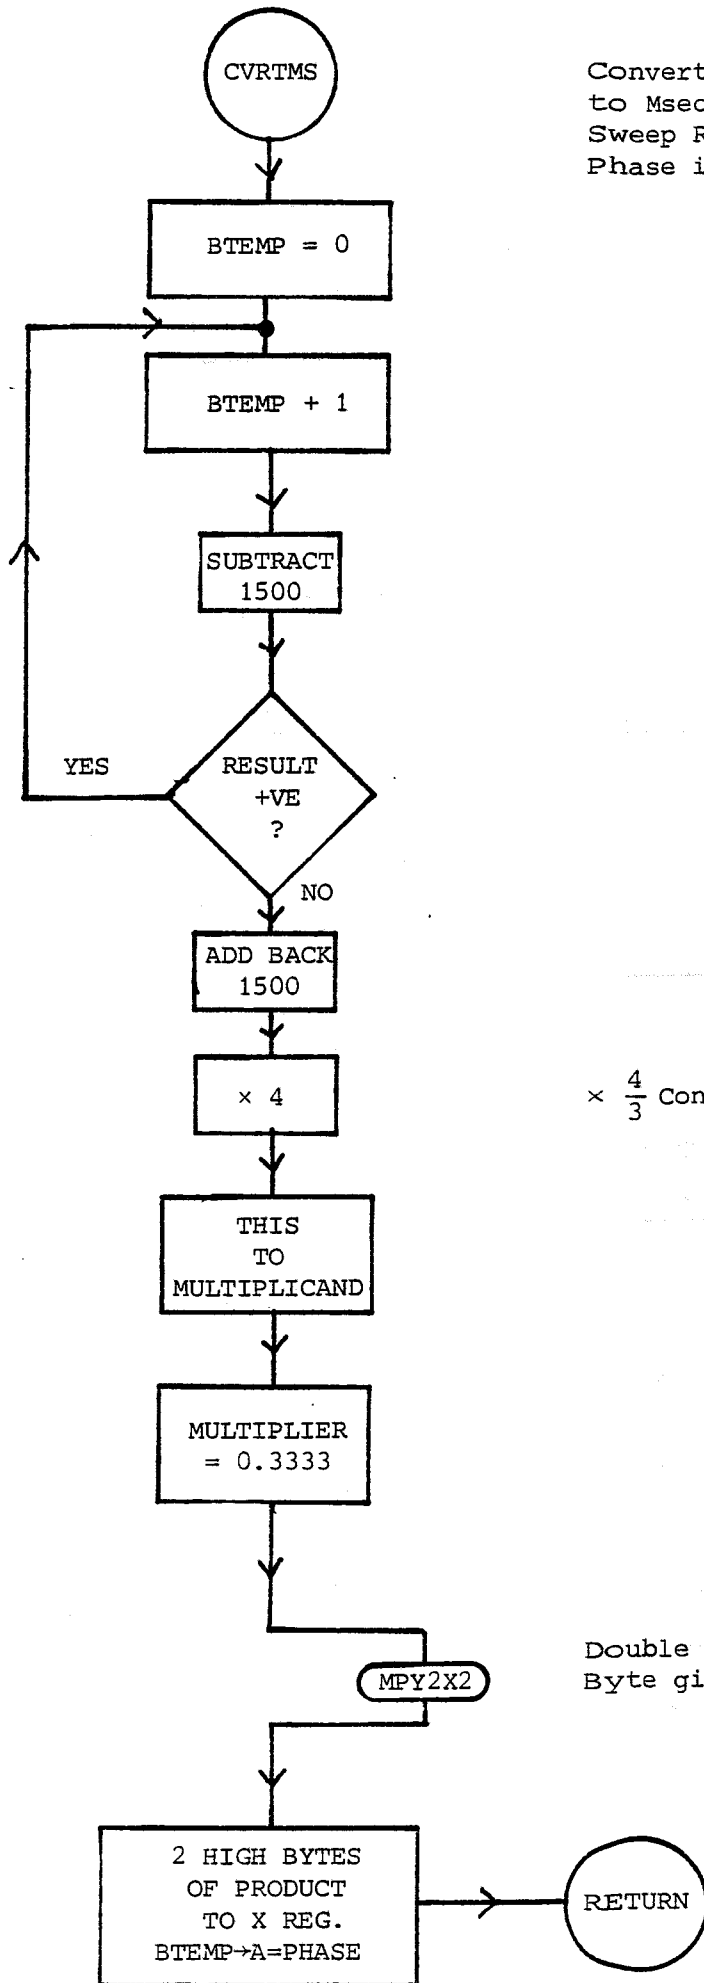 CVRTMS
Convert
to Msec
Sweep R
Phase i
BTEMP = 0
BTEMP + 1
SUBTRACT
1500
YES
RESULT
+VE
?
NO
ADD BACK
1500
× 4
× 4/3 Con
THIS
TO
MULTIPLICAND
MULTIPLIER
= 0.3333
Double
Byte gi
MPY2X2
2 HIGH BYTES
OF PRODUCT
TO X REG.
BTEMP→A=PHASE
RETURN